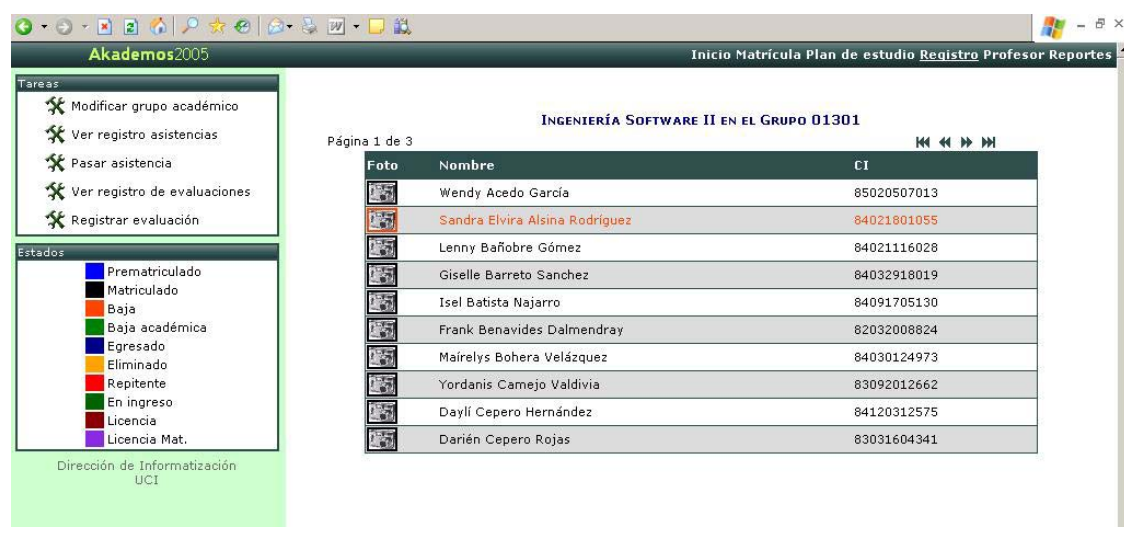 Akademos2005
Inicio Matrícula Plan de estudio Registro Profesor Reportes
Tareas
Modificar grupo académico
Ver registro asistencias
Pasar asistencia
Ver registro de evaluaciones
Registrar evaluación
Estados
Prematriculado
Matriculado
Baja
Baja académica
Egresado
Eliminado
Repitente
En ingreso
Licencia
Licencia Mat.
Dirección de Informatización
UCI
INGENIERÍA SOFTWARE II EN EL GRUPO 01301
Página 1 de 3
Foto Nombre CI
Wendy Acedo García 85020507013
Sandra Elvira Alsina Rodríguez 84021801055
Lenny Bañobre Gómez 84021116028
Giselle Barreto Sanchez 84032918019
Isel Batista Najarro 84091705130
Frank Benavides Dalmendray 82032008824
Maírelys Bohera Velázquez 84030124973
Yordanis Camejo Valdivia 83092012662
Daylí Cepero Hernández 84120312575
Darién Cepero Rojas 83031604341